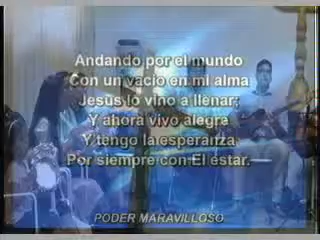 Andando por el mundo
Con un vacío en mi alma
Jesús lo vino a llenar;
Y ahora vivo alegre
Y tengo la esperanza,
Por siempre con El estar.
PODER MARAVILLOSO